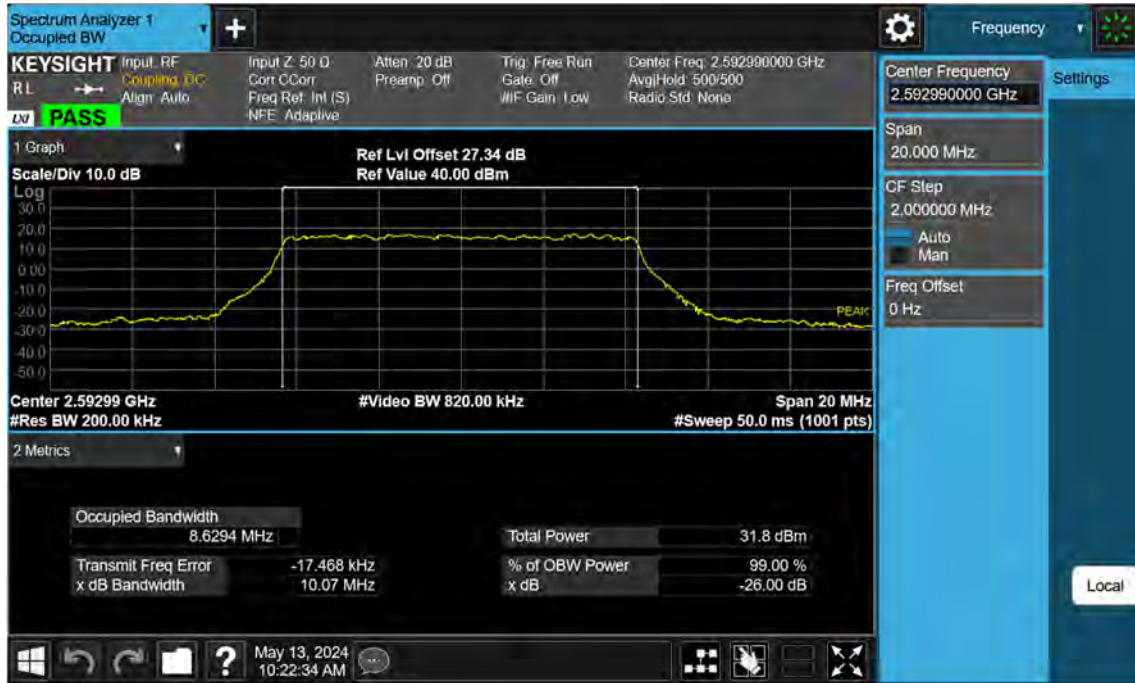 Spectrum Analyzer 1
Occupied BW
Frequency
KEYSIGHT
Input: RF
Coupling: DC
Align: Auto
Input Z: 50 Ω
Corr CCorr
Freq Ref: Int (S)
NFE: Adaptive
Atten: 20 dB
Preamp: Off
Trig: Free Run
Gate: Off
#IF Gain: Low
Center Freq: 2.592990000 GHz
Avg|Hold: 500/500
Radio Std: None
R L
LXI
PASS
Center Frequency
2.592990000 GHz
Settings
Span
20.000 MHz
CF Step
2.000000 MHz
Auto
Man
Freq Offset
0 Hz
1 Graph
Scale/Div 10.0 dB
Ref Lvl Offset 27.34 dB
Ref Value 40.00 dBm
Log
30.0
20.0
10.0
0.00
-10.0
-20.0
-30.0
-40.0
-50.0
PEAK
Center 2.59299 GHz
#Res BW 200.00 kHz
#Video BW 820.00 kHz
Span 20 MHz
#Sweep 50.0 ms (1001 pts)
2 Metrics
Occupied Bandwidth
8.6294 MHz
Total Power 31.8 dBm
Transmit Freq Error -17.468 kHz
% of OBW Power 99.00 %
x dB Bandwidth 10.07 MHz
x dB -26.00 dB
Local
?
May 13, 2024
10:22:34 AM